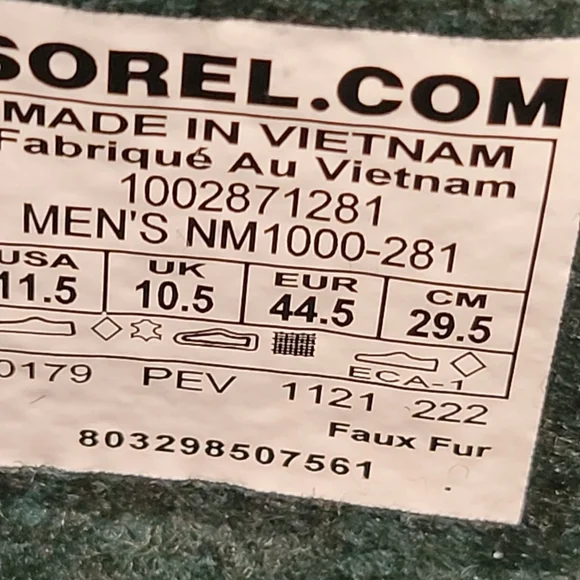 SOREL.COM
MADE IN VIETNAM
Fabriqué Au Vietnam
1002871281
MEN'S NM1000-281
USA UK EUR CM
11.5 10.5 44.5 29.5
ECA-1
0179 PEV 1121 222
Faux Fur
803298507561